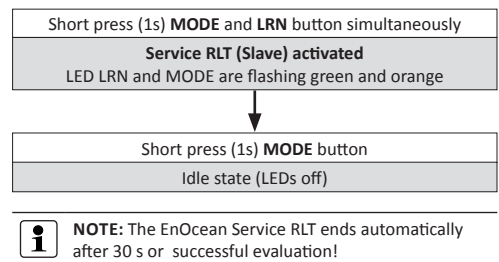 Short press (1s) MODE and LRN button simultaneously
Service RLT (Slave) activated
LED LRN and MODE are flashing green and orange
Short press (1s) MODE button
Idle state (LEDs off)
NOTE: The EnOcean Service RLT ends automatically
after 30 s or successful evaluation!